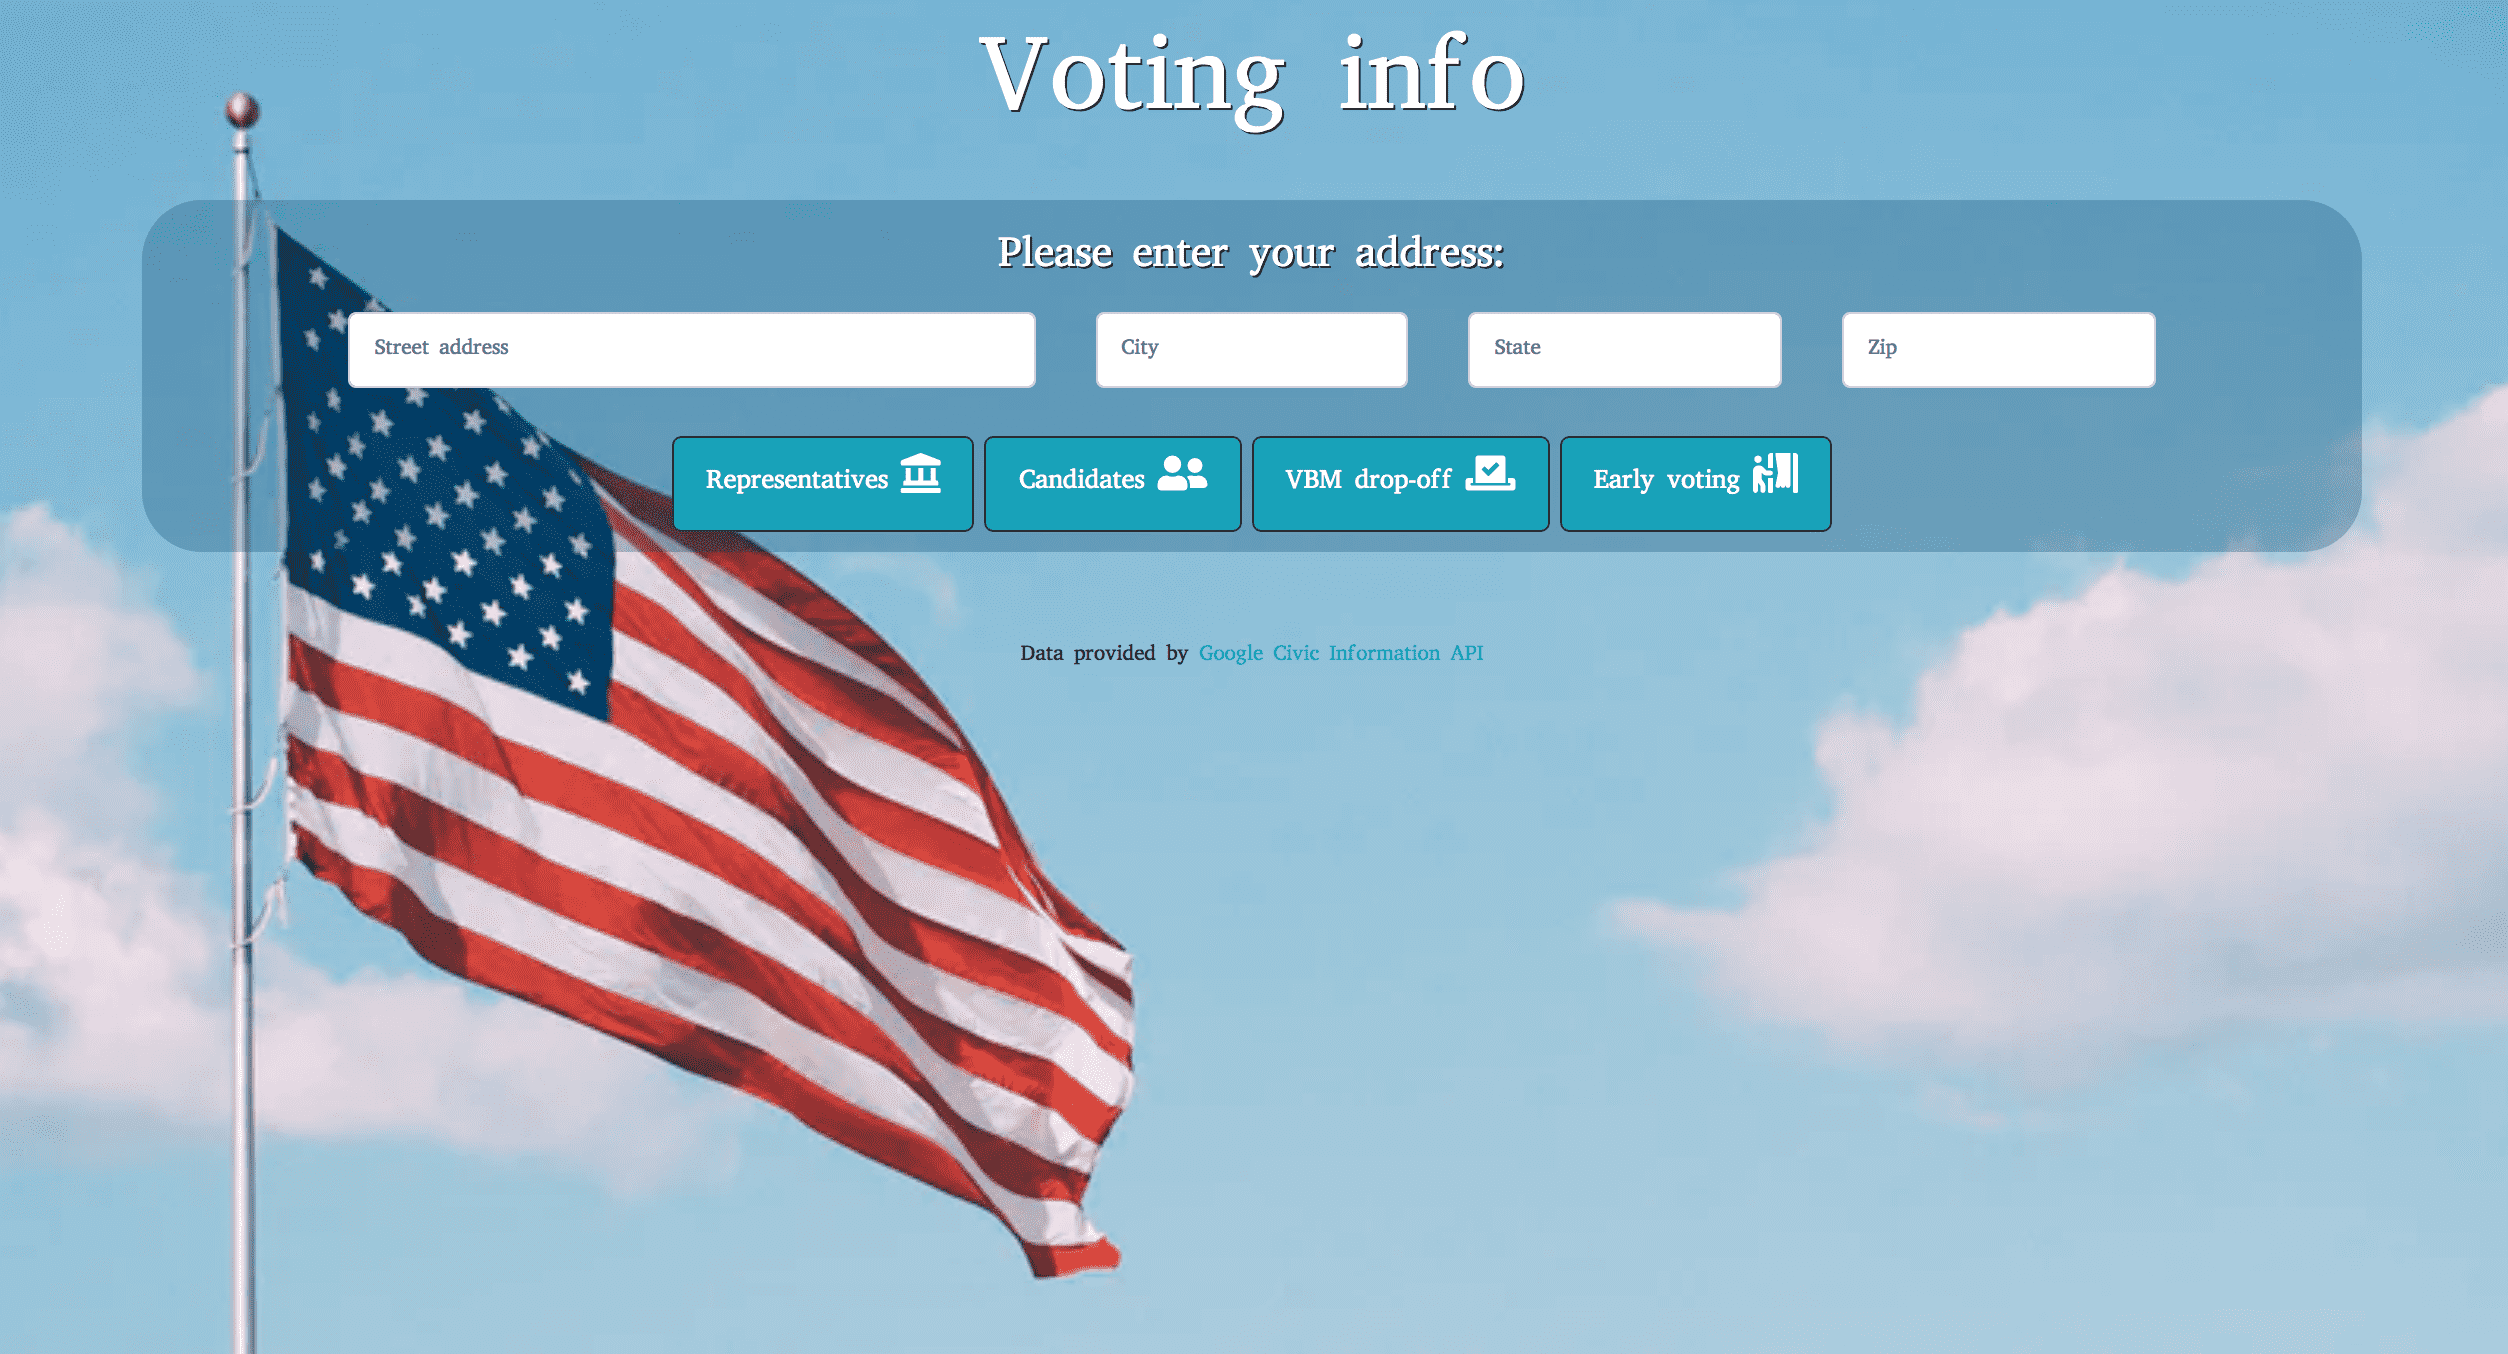 Voting info
Please enter your address:
Street address City State Zip
Representatives Candidates VBM drop-off Early voting
Data provided by Google Civic Information API